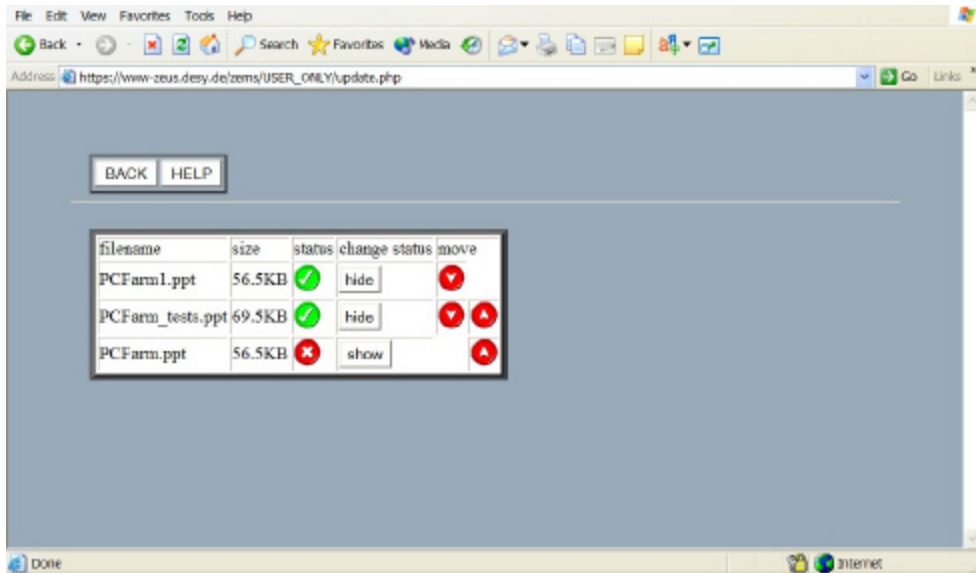 File Edit View Favorites Tools Help
Back Search Favorites Media
Address https://www-zeus.desy.de/zems/USER_ONLY/update.php Go Links »
BACK HELP
filename size status change status move
PCFarm1.ppt 56.5KB hide
PCFarm_tests.ppt 69.5KB hide
PCFarm.ppt 56.5KB show
Done Internet